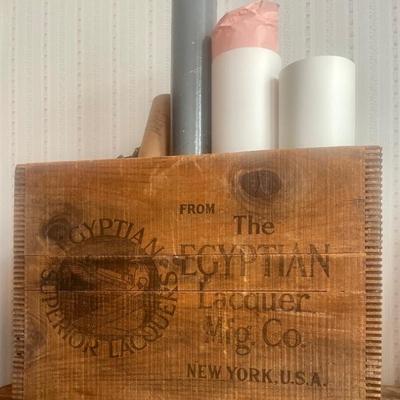 EGYPTIAN
SUPERIOR LACQUERS
FROM
The
EGYPTIAN
Lacquer
Mfg. Co.
NEW YORK.U.S.A.